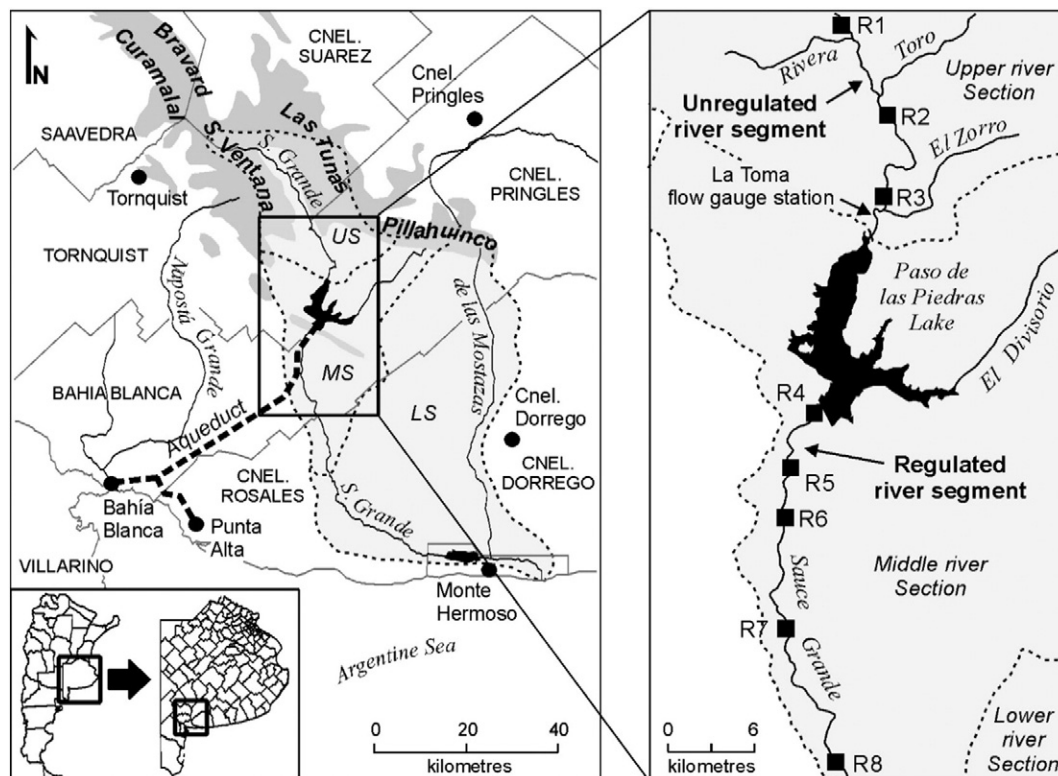 N
CNEL.
SUAREZ
Bravard
Curamalal
Cnel.
Pringles
Las Tunas
S. Ventana
S. Grande
SAAVEDRA
Tornquist
CNEL.
PRINGLES
TORNQUIST
US
Pillahuinco
Napostá
Grande
de las Mostazas
MS
LS
BAHIA BLANCA
Aqueduct
Cnel.
Dorrego
CNEL.
ROSALES
CNEL.
DORREGO
S. Grande
Bahía
Blanca
Punta
Alta
VILLARINO
Monte
Hermoso
Argentine Sea
0 20 40
kilometres
R1
Rivera
Toro
Upper river
Section
Unregulated
river segment
R2
El Zorro
La Toma
flow gauge station
R3
Paso de
las Piedras
Lake
El Divisorio
R4
Regulated
river segment
R5
R6
Sauce
Grande
Middle river
Section
R7
Lower
river
Section
0 6
kilometres
R8